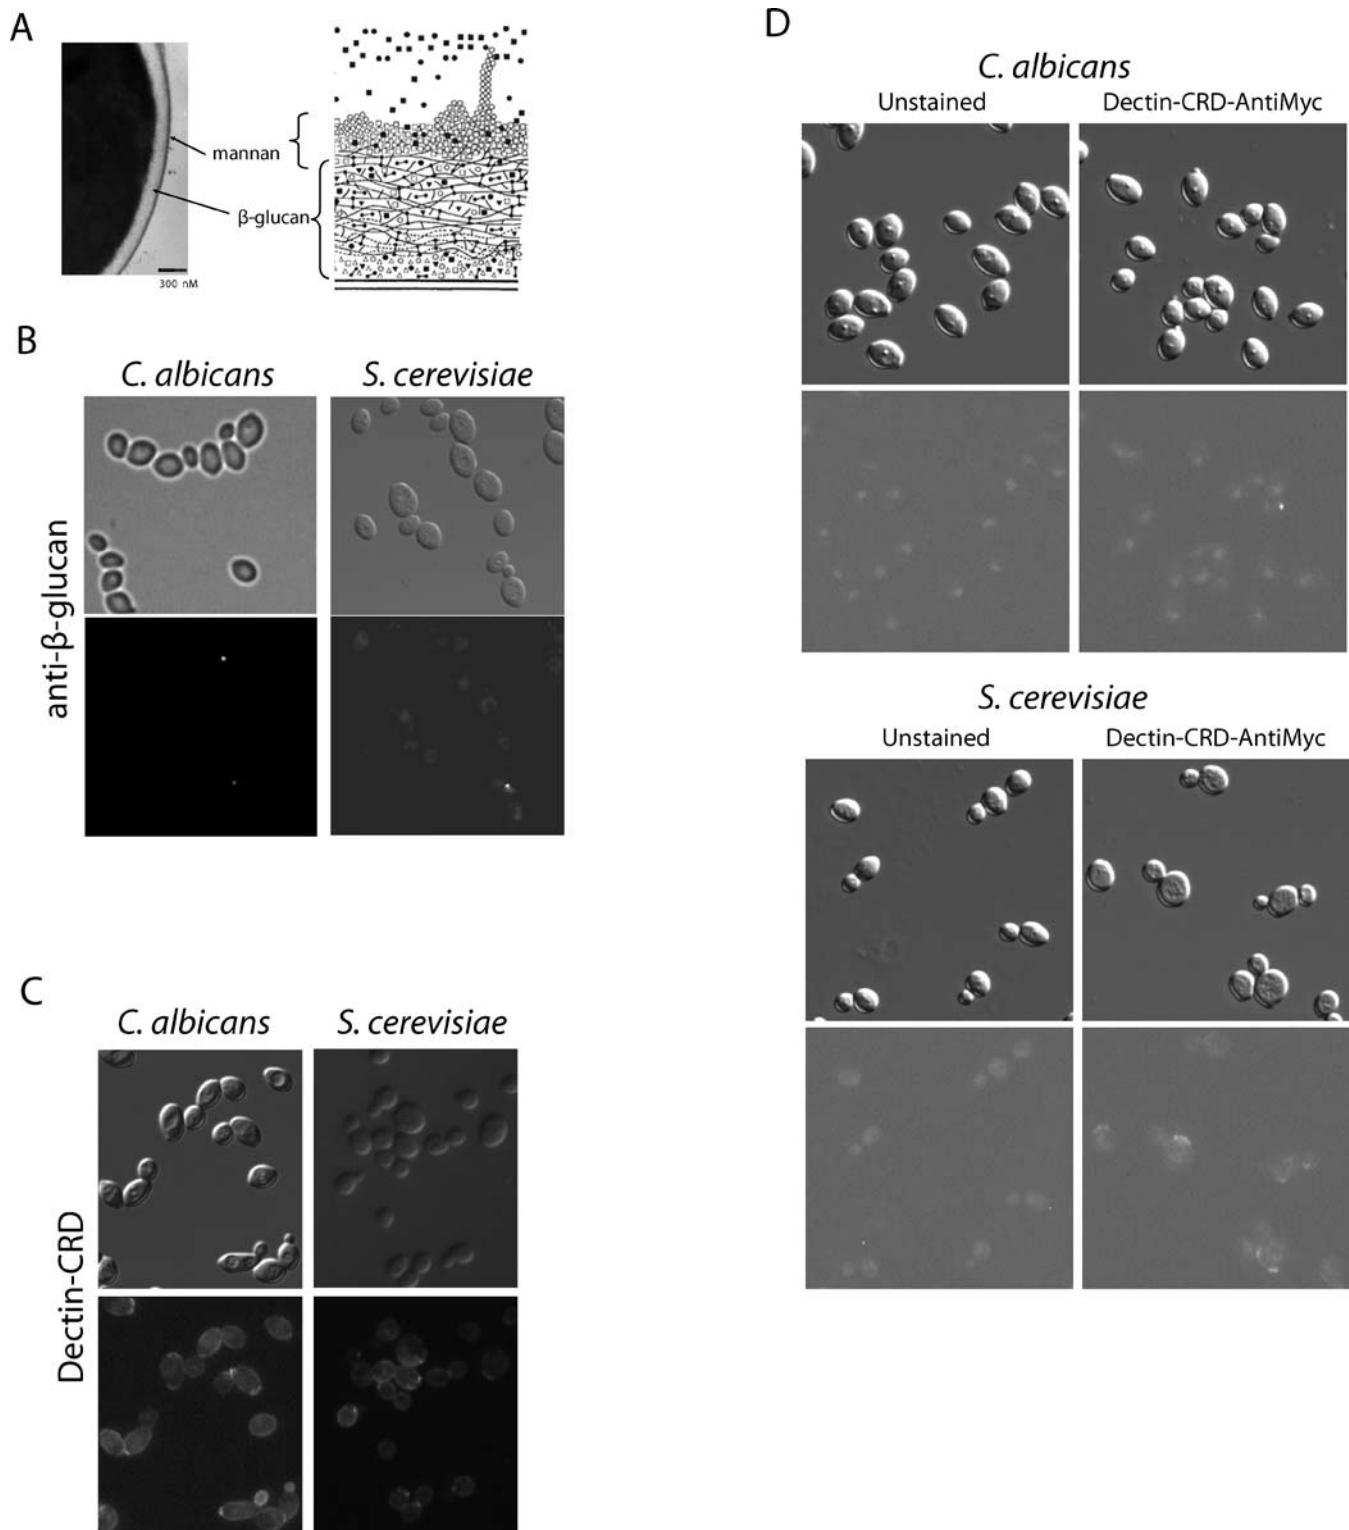 A
mannan
β-glucan
300 nM
B
C. albicans
S. cerevisiae
anti-β-glucan
C
C. albicans
S. cerevisiae
Dectin-CRD
D
C. albicans
Unstained
Dectin-CRD-AntiMyc
S. cerevisiae
Unstained
Dectin-CRD-AntiMyc